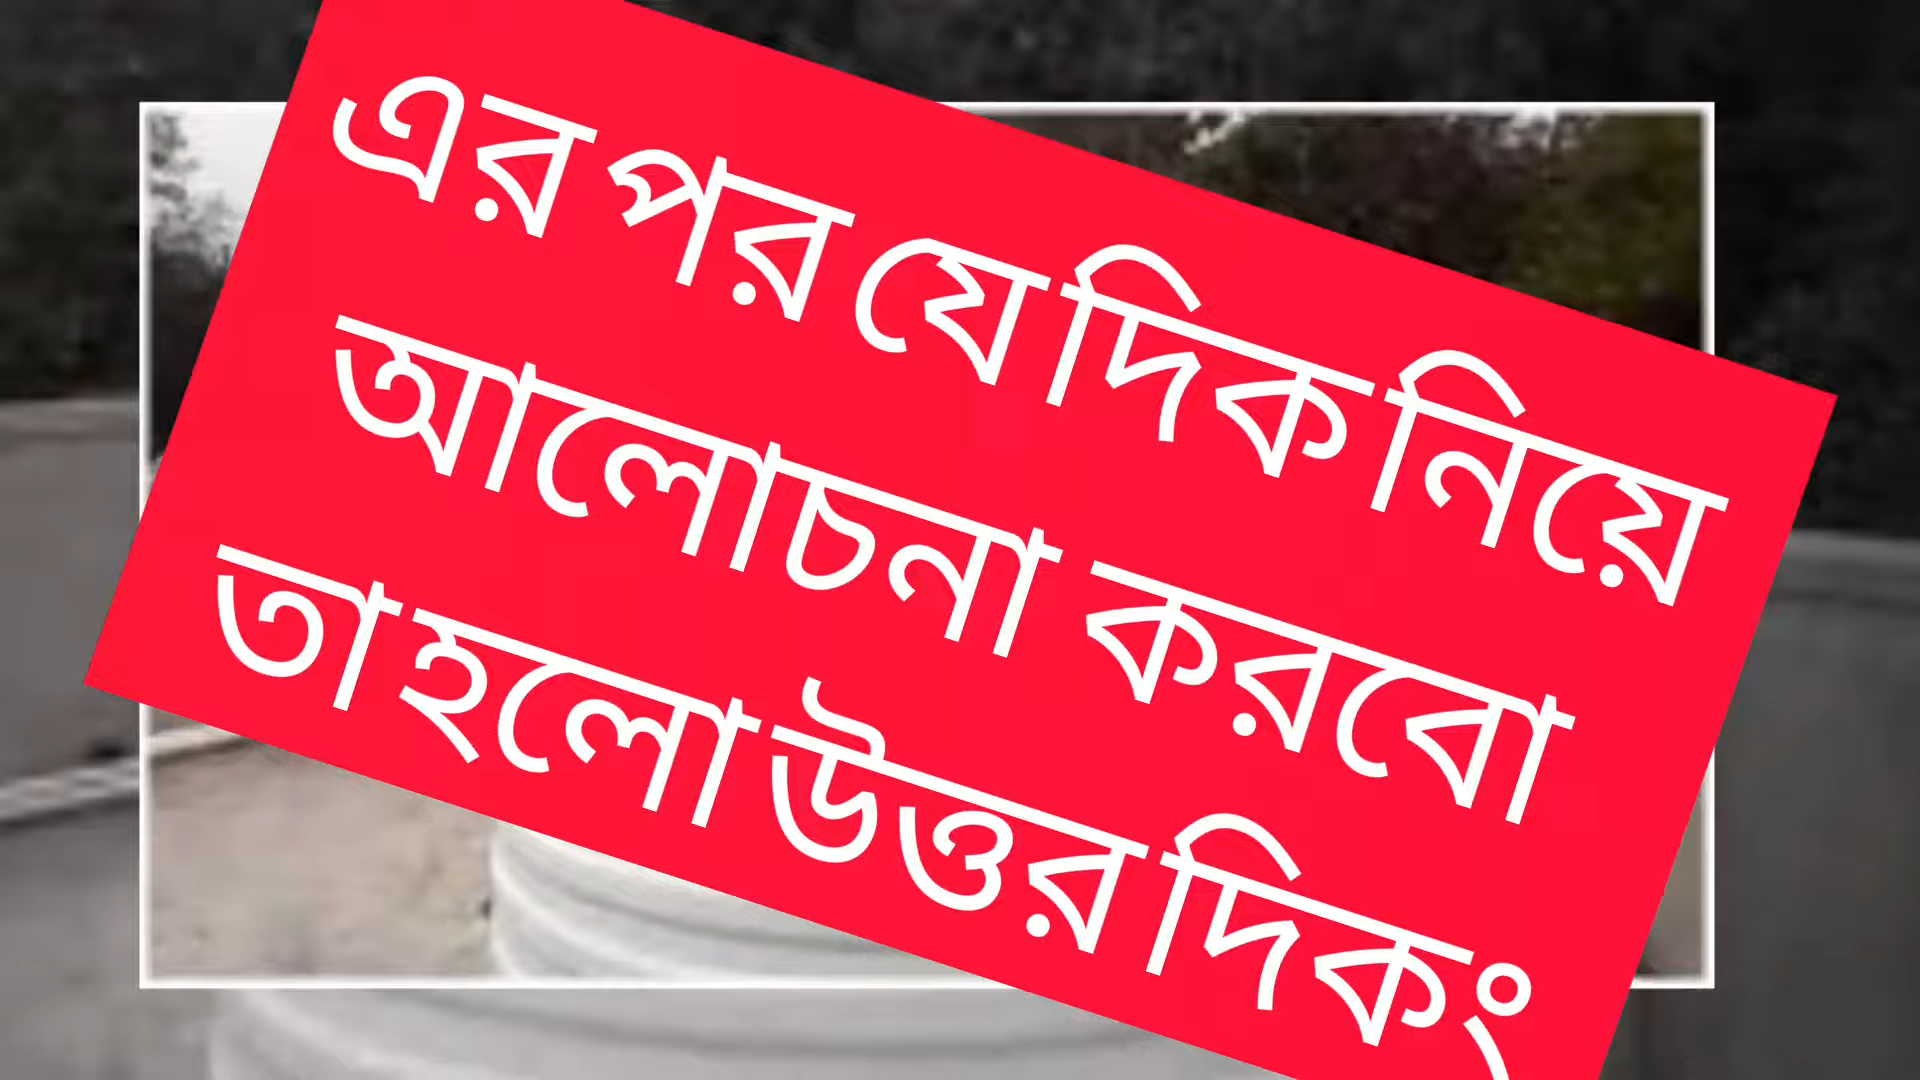 এর পর যে দিক নিয়ে
আলোচনা করবো
তা হলো উত্তর দিকং